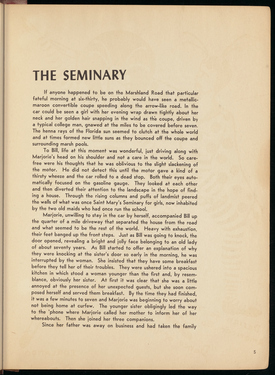 THE SEMINARY
If anyone happened to be on the Marshland Road that particular
fateful morning at six-thirty, he probably would have seen a metallic-
maroon convertible coupe speeding along the arrow-like road. In the
car could be seen a girl with her evening wrap drawn tightly about her
neck and her golden hair snapping in the wind as the coupe, driven by
a typical college man, gnawed at the miles to be covered before seven.
The henna rays of the Florida sun seemed to clutch at the whole world
and at times formed new little suns as they bounced off the coupe and
surrounding marsh pools.
To Bill, life at this moment was wonderful, just driving along with
Marjorie's head on his shoulder and not a care in the world. So care-
free were his thoughts that he was oblivious to the slight slackening of
the motor. He did not detect this until the motor gave a kind of a
thirsty wheeze and the car rolled to a dead stop. Both their eyes auto-
matically focused on the gasoline gauge. They looked at each other
and then diverted their attention to the landscape in the hope of find-
ing a house. Through the rising columns and puffs of landmist peered
the walls of what was once Saint Mary's Seminary for girls, now inhabited
by the two old maids who had once run the school.
Marjorie, unwilling to stay in the car by herself, accompanied Bill up
the quarter of a mile driveway that separated the house from the road
and what seemed to be the rest of the world. Heavy with exhaustion,
their feet banged up the front steps. Just as Bill was going to knock, the
door opened, revealing a bright and jolly face belonging to an old lady
of about seventy years. As Bill started to offer an explanation of why
they were knocking at the sister's door so early in the morning, he was
interrupted by the woman. She insisted that they have some breakfast
before they tell her of their troubles. They were ushered into a spacious
kitchen in which stood a woman younger than the first and, by resem-
blance, obviously her sister. At first it was clear that she was a little
annoyed at the presence of her unexpected guests, but she soon com-
posed herself and served them breakfast. By the time they had finished,
it was a few minutes to seven and Marjorie was beginning to worry about
not being home at curfew. The younger sister obligingly led the way
to the 'phone where Marjorie called her mother to inform her of her
whereabouts. Then she joined her three companions.
Since her father was away on business and had taken the family
5